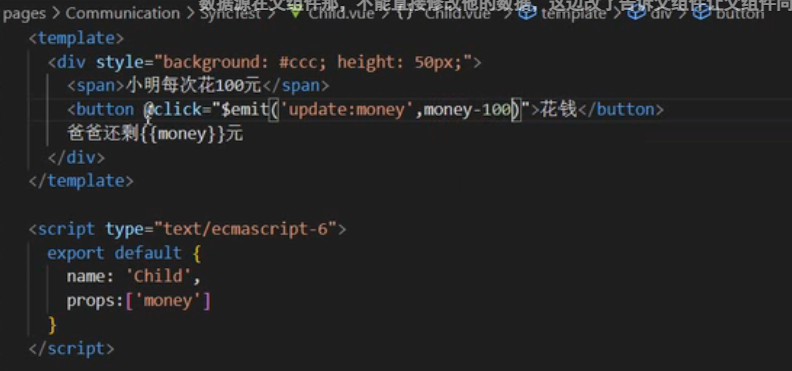 数据源在父组件那，不能直接修改他的数据，这边改了告诉父组件让父组件同
pages > Communication > SyncTest > Child.vue > {} Child.vue > template > div > button
<template>
<div style="background: #ccc; height: 50px;">
<span>小明每次花100元</span>
<button @click="$emit('update:money',money-100)">花钱</button>
爸爸还剩{{money}}元
</div>
</template>
<script type="text/ecmascript-6">
export default {
name: 'Child',
props:['money']
}
</script>